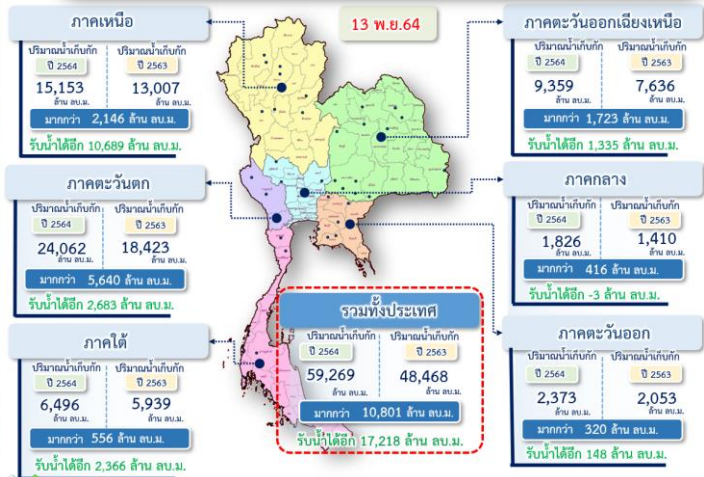 13 พ.ย.64
ภาคเหนือ
ปริมาณน้ำเก็บกัก ปริมาณน้ำเก็บกัก
ปี 2564 ปี 2563
15,153 13,007
ล้าน ลบ.ม. ล้าน ลบ.ม.
มากกว่า 2,146 ล้าน ลบ.ม.
รับน้ำได้อีก 10,689 ล้าน ลบ.ม.
ภาคตะวันออกเฉียงเหนือ
ปริมาณน้ำเก็บกัก ปริมาณน้ำเก็บกัก
ปี 2564 ปี 2563
9,359 7,636
ล้าน ลบ.ม. ล้าน ลบ.ม.
มากกว่า 1,723 ล้าน ลบ.ม.
รับน้ำได้อีก 1,335 ล้าน ลบ.ม.
ภาคตะวันตก
ปริมาณน้ำเก็บกัก ปริมาณน้ำเก็บกัก
ปี 2564 ปี 2563
24,062 18,423
ล้าน ลบ.ม. ล้าน ลบ.ม.
มากกว่า 5,640 ล้าน ลบ.ม.
รับน้ำได้อีก 2,683 ล้าน ลบ.ม.
ภาคกลาง
ปริมาณน้ำเก็บกัก ปริมาณน้ำเก็บกัก
ปี 2564 ปี 2563
1,826 1,410
ล้าน ลบ.ม. ล้าน ลบ.ม.
มากกว่า 416 ล้าน ลบ.ม.
รับน้ำได้อีก -3 ล้าน ลบ.ม.
ภาคใต้
ปริมาณน้ำเก็บกัก ปริมาณน้ำเก็บกัก
ปี 2564 ปี 2563
6,496 5,939
ล้าน ลบ.ม. ล้าน ลบ.ม.
มากกว่า 556 ล้าน ลบ.ม.
รับน้ำได้อีก 2,366 ล้าน ลบ.ม.
รวมทั้งประเทศ
ปริมาณน้ำเก็บกัก ปริมาณน้ำเก็บกัก
ปี 2564 ปี 2563
59,269 48,468
ล้าน ลบ.ม. ล้าน ลบ.ม.
มากกว่า 10,801 ล้าน ลบ.ม.
รับน้ำได้อีก 17,218 ล้าน ลบ.ม.
ภาคตะวันออก
ปริมาณน้ำเก็บกัก ปริมาณน้ำเก็บกัก
ปี 2564 ปี 2563
2,373 2,053
ล้าน ลบ.ม. ล้าน ลบ.ม.
มากกว่า 320 ล้าน ลบ.ม.
รับน้ำได้อีก 148 ล้าน ลบ.ม.